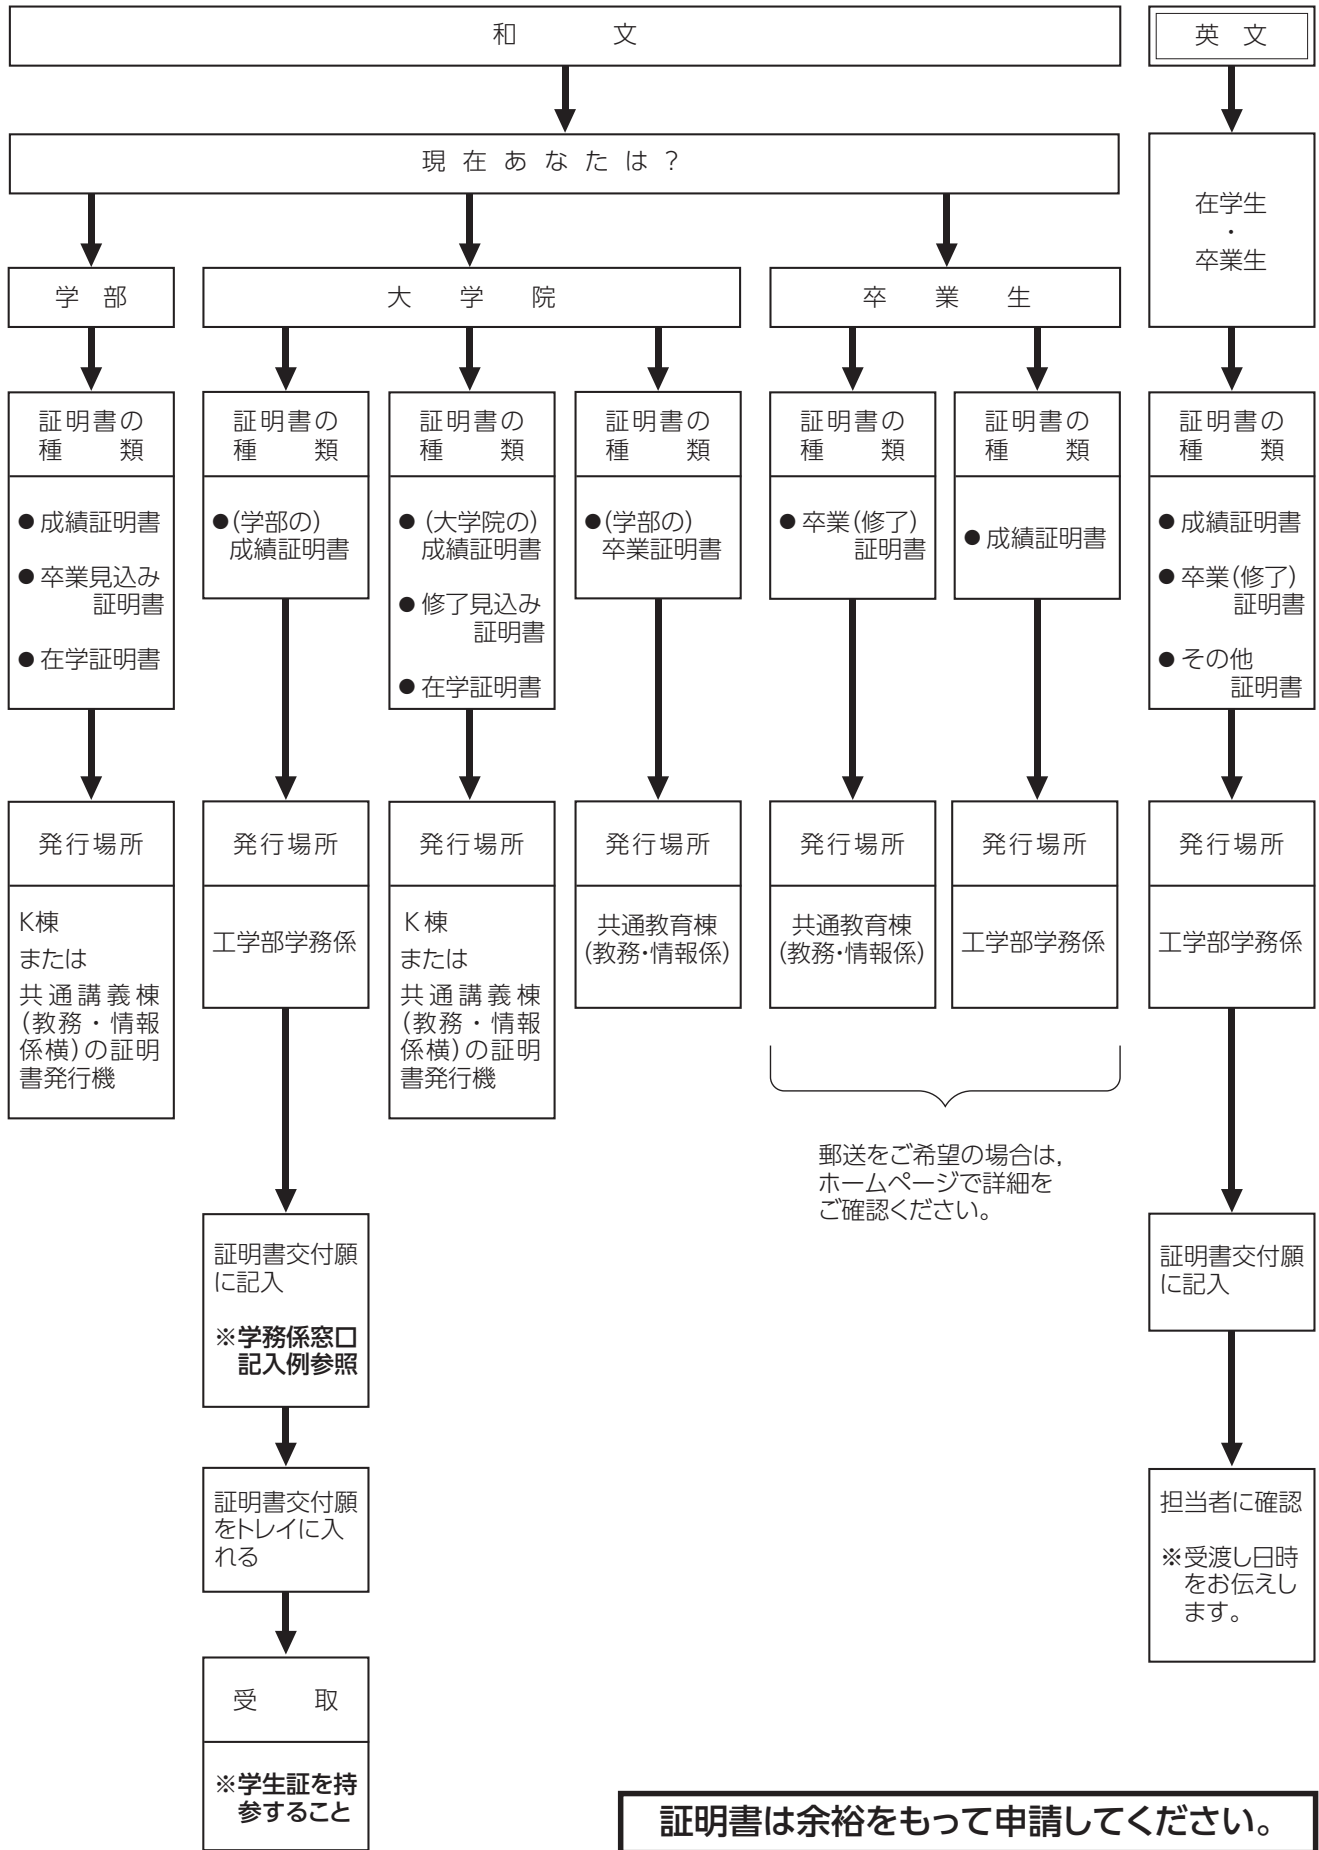 和文
英文
現在あなたは？
在学生
・
卒業生
学部
大学院
卒業生
証明書の
種類
●成績証明書
●卒業見込み
証明書
●在学証明書
証明書の
種類
●(学部の)
成績証明書
証明書の
種類
●(大学院の)
成績証明書
●修了見込み
証明書
●在学証明書
証明書の
種類
●(学部の)
卒業証明書
証明書の
種類
●卒業(修了)
証明書
証明書の
種類
●成績証明書
証明書の
種類
●成績証明書
●卒業(修了)
証明書
●その他
証明書
発行場所
K棟
または
共通講義棟
(教務・情報
係横)の証明
書発行機
発行場所
工学部学務係
発行場所
K棟
または
共通講義棟
(教務・情報
係横)の証明
書発行機
発行場所
共通教育棟
(教務・情報係)
発行場所
共通教育棟
(教務・情報係)
発行場所
工学部学務係
発行場所
工学部学務係
郵送をご希望の場合は,
ホームページで詳細を
ご確認ください。
証明書交付願
に記入
※学務係窓口
記入例参照
証明書交付願
に記入
証明書交付願
をトレイに入
れる
担当者に確認
※受渡し日時
をお伝えし
ます。
受取
※学生証を持
参すること
証明書は余裕をもって申請してください。